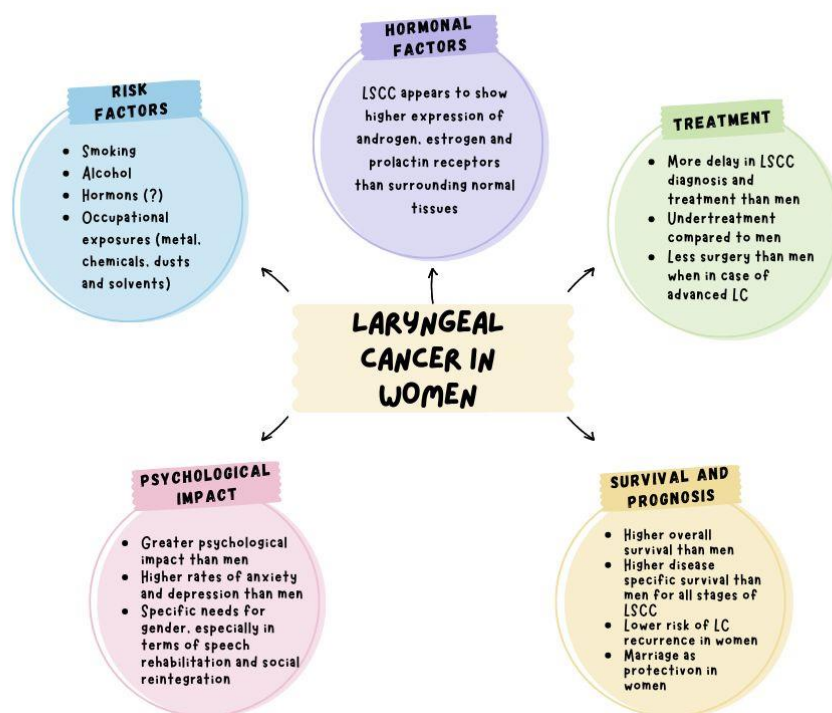 RISK
FACTORS
• Smoking
• Alcohol
• Hormons (?)
• Occupational
exposures (metal,
chemicals, dusts
and solvents)
HORMONAL
FACTORS
LSCC appears to show
higher expression of
androgen, estrogen and
prolactin receptors
than surrounding normal
tissues
TREATMENT
• More delay in LSCC
diagnosis and
treatment than men
• Undertreatment
compared to men
• Less surgery than men
when in case of
advanced LC
LARYNGEAL
CANCER IN
WOMEN
PSYCHOLOGICAL
IMPACT
• Greater psychological
impact than men
• Higher rates of anxiety
and depression than men
• Specific needs for
gender, especially in
terms of speech
rehabilitation and social
reintegration
SURVIVAL AND
PROGNOSIS
• Higher overall
survival than men
• Higher disease
specific survival than
men for all stages of
LSCC
• Lower risk of LC
recurrence in women
• Marriage as
protectivon in
women